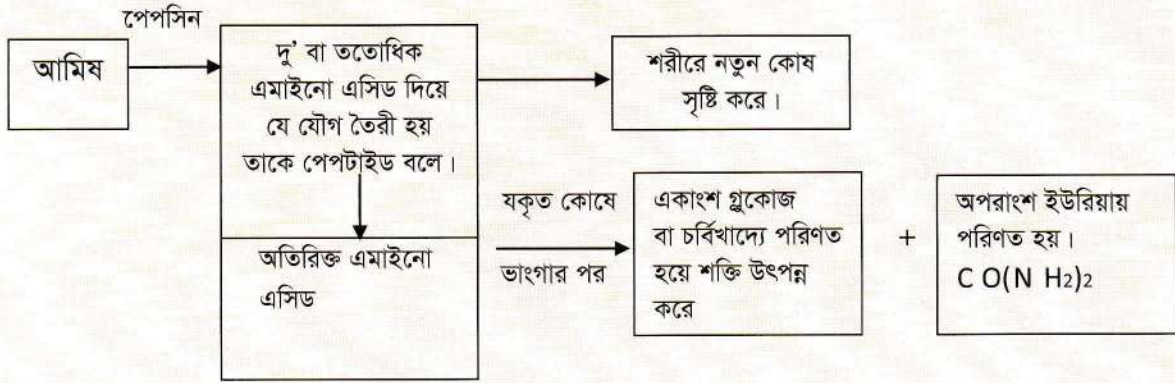 পেপসিন
আমিষ
দু' বা ততোধিক
এমাইনো এসিড দিয়ে
যে যৌগ তৈরী হয়
তাকে পেপটাইড বলে।
শরীরে নতুন কোষ
সৃষ্টি করে।
অতিরিক্ত এমাইনো
এসিড
যকৃত কোষে
ভাংগার পর
একাংশ গ্লুকোজ
বা চর্বিখাদ্যে পরিণত
হয়ে শক্তি উৎপন্ন
করে
+
অপরাংশ ইউরিয়ায়
পরিণত হয়।
C O(N H2)2